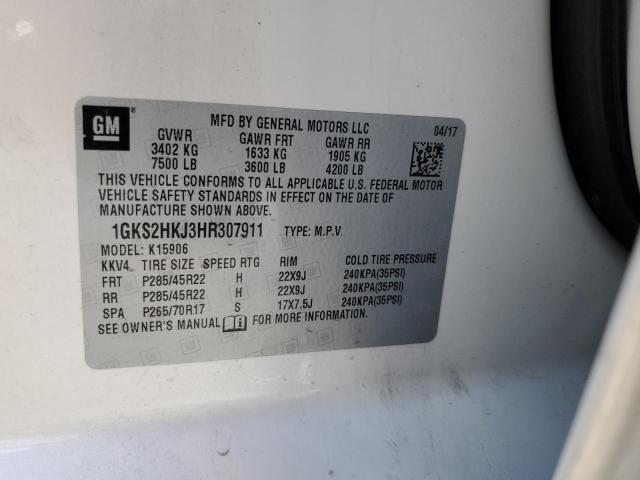 GM
MFD BY GENERAL MOTORS LLC 04/17
GVWR GAWR FRT GAWR RR
3402 KG 1633 KG 1905 KG
7500 LB 3600 LB 4200 LB
THIS VEHICLE CONFORMS TO ALL APPLICABLE U.S. FEDERAL MOTOR
VEHICLE SAFETY STANDARDS IN EFFECT ON THE DATE OF
MANUFACTURE SHOWN ABOVE.
1GKS2HKJ3HR307911 TYPE: M.P.V.
MODEL: K15906
KKV4 TIRE SIZE SPEED RTG RIM COLD TIRE PRESSURE
FRT P285/45R22 H 22X9J 240KPA(35PSI)
RR P285/45R22 H 22X9J 240KPA(35PSI)
SPA P265/70R17 S 17X7.5J 240KPA(35PSI)
SEE OWNER'S MANUAL FOR MORE INFORMATION.